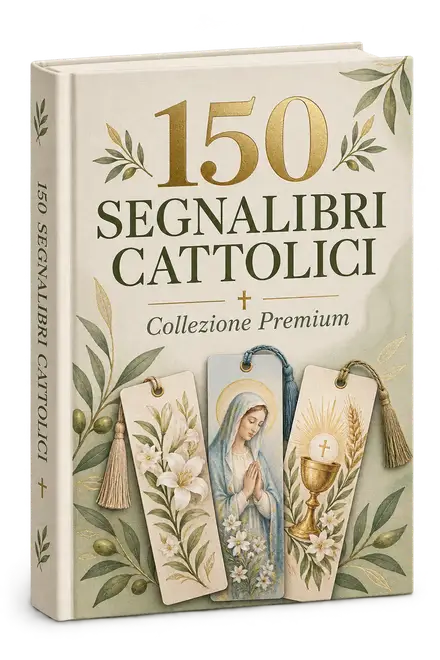 150
SEGNALIBRI
CATTOLICI
Collezione Premium
150 SEGNALIBRI CATTOLICI